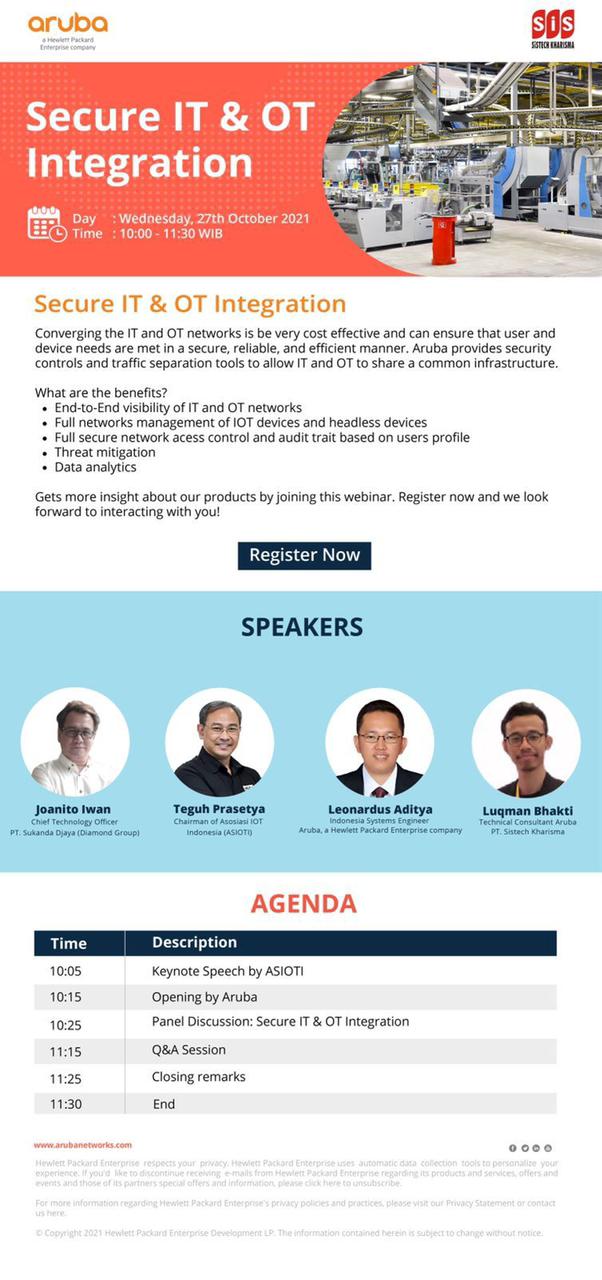 aruba
a Hewlett Packard
Enterprise company
SiS
SISTECH KHARISMA
Secure IT & OT
Integration
Day : Wednesday, 27th October 2021
Time : 10:00 - 11:30 WIB
Secure IT & OT Integration
Converging the IT and OT networks is be very cost effective and can ensure that user and
device needs are met in a secure, reliable, and efficient manner. Aruba provides security
controls and traffic separation tools to allow IT and OT to share a common infrastructure.
What are the benefits?
• End-to-End visibility of IT and OT networks
• Full networks management of IOT devices and headless devices
• Full secure network acess control and audit trait based on users profile
• Threat mitigation
• Data analytics
Gets more insight about our products by joining this webinar. Register now and we look
forward to interacting with you!
Register Now
SPEAKERS
Joanito Iwan
Chief Technology Officer
PT. Sukanda Djaya (Diamond Group)
Teguh Prasetya
Chairman of Asosiasi IOT
Indonesia (ASIOTI)
Leonardus Aditya
Indonesia Systems Engineer
Aruba, a Hewlett Packard Enterprise company
Luqman Bhakti
Technical Consultant Aruba
PT. Sistech Kharisma
AGENDA
Time Description
10:05 Keynote Speech by ASIOTI
10:15 Opening by Aruba
10:25 Panel Discussion: Secure IT & OT Integration
11:15 Q&A Session
11:25 Closing remarks
11:30 End
www.arubanetworks.com
Hewlett Packard Enterprise respects your privacy. Hewlett Packard Enterprise uses automatic data collection tools to personalize your
experience. If you'd like to discontinue receiving e-mails from Hewlett Packard Enterprise regarding its products and services, offers and
events and those of its partners special offers and information, please click here to unsubscribe.
For more information regarding Hewlett Packard Enterprise's privacy policies and practices, please visit our Privacy Statement or contact
us here.
© Copyright 2021 Hewlett Packard Enterprise Development LP. The information contained herein is subject to change without notice.